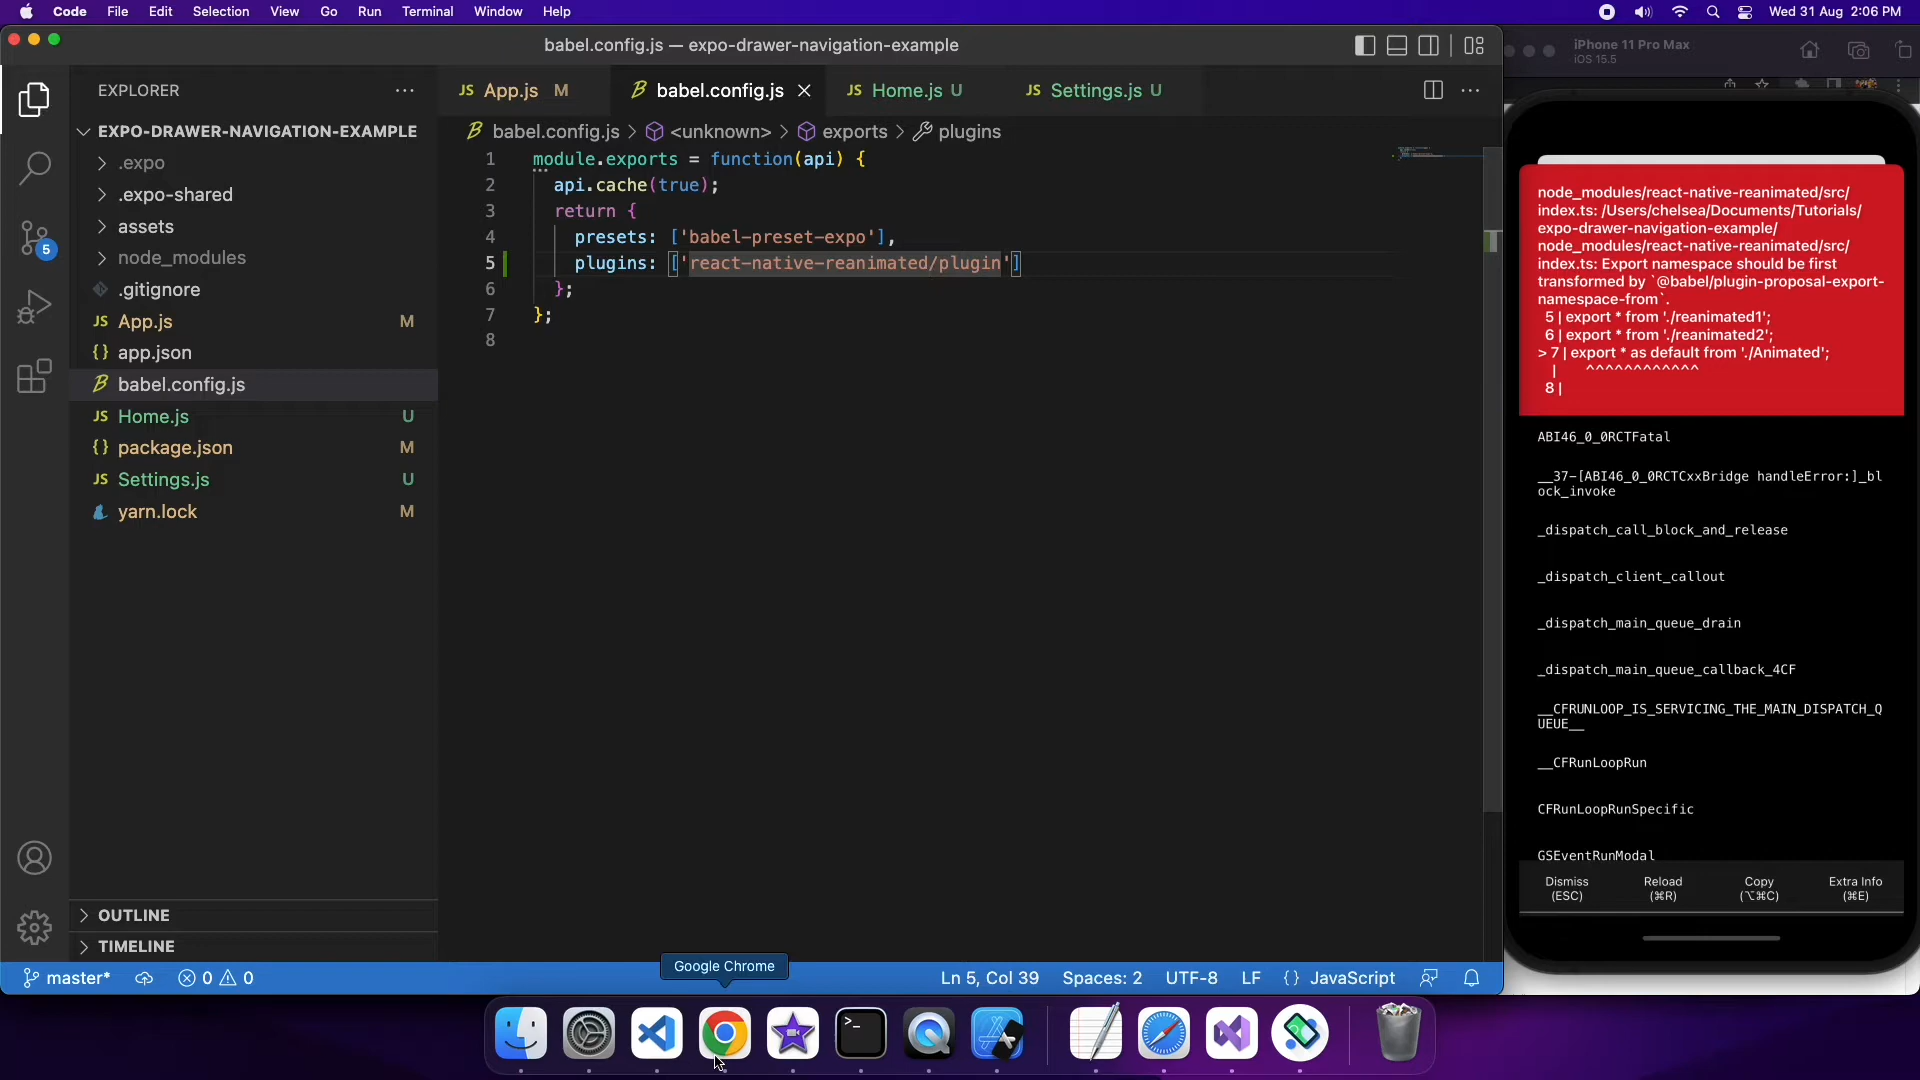 Code File Edit Selection View Go Run Terminal Window Help Wed 31 Aug 2:06 PM
babel.config.js — expo-drawer-navigation-example
iPhone 11 Pro Max
iOS 15.5
EXPLORER
EXPO-DRAWER-NAVIGATION-EXAMPLE
.expo
.expo-shared
assets
node_modules
.gitignore
JS App.js M
{} app.json
babel.config.js
JS Home.js U
{} package.json M
JS Settings.js U
yarn.lock M
5
OUTLINE
TIMELINE
JS App.js M babel.config.js JS Home.js U JS Settings.js U
babel.config.js > <unknown> > exports > plugins
1 module.exports = function(api) {
2 api.cache(true);
3 return {
4 presets: ['babel-preset-expo'],
5 plugins: ['react-native-reanimated/plugin']
6 };
7 };
8
node_modules/react-native-reanimated/src/
index.ts: /Users/chelsea/Documents/Tutorials/
expo-drawer-navigation-example/
node_modules/react-native-reanimated/src/
index.ts: Export namespace should be first
transformed by `@babel/plugin-proposal-export-
namespace-from`.
5 | export * from './reanimated1';
6 | export * from './reanimated2';
> 7 | export * as default from './Animated';
| ^^^^^^^^^^^^
8 |
ABI46_0_0RCTFatal
__37-[ABI46_0_0RCTCxxBridge handleError:]_bl
ock_invoke
_dispatch_call_block_and_release
_dispatch_client_callout
_dispatch_main_queue_drain
_dispatch_main_queue_callback_4CF
__CFRUNLOOP_IS_SERVICING_THE_MAIN_DISPATCH_Q
UEUE__
__CFRunLoopRun
CFRunLoopRunSpecific
GSEventRunModal
Dismiss Reload Copy Extra Info
(ESC) (⌘R) (⌥⌘C) (⌘E)
master* 0 0 Ln 5, Col 39 Spaces: 2 UTF-8 LF {} JavaScript
Google Chrome